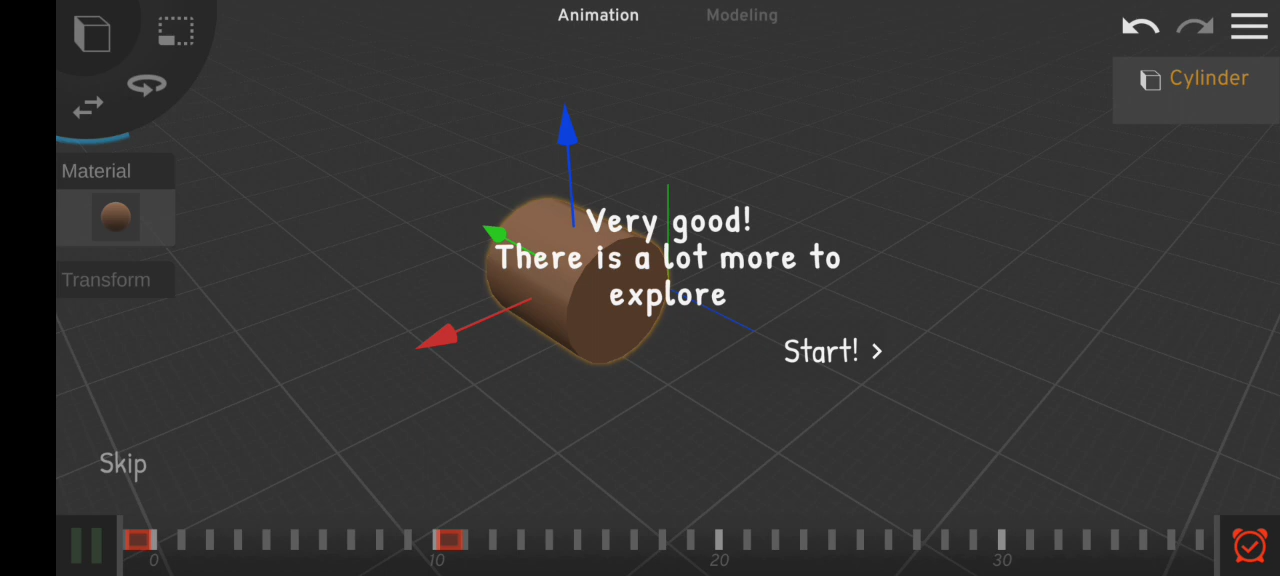 Animation
Modeling
Cylinder
Material
Transform
Very good!
There is a lot more to
explore
Start! >
Skip
0
10
20
30